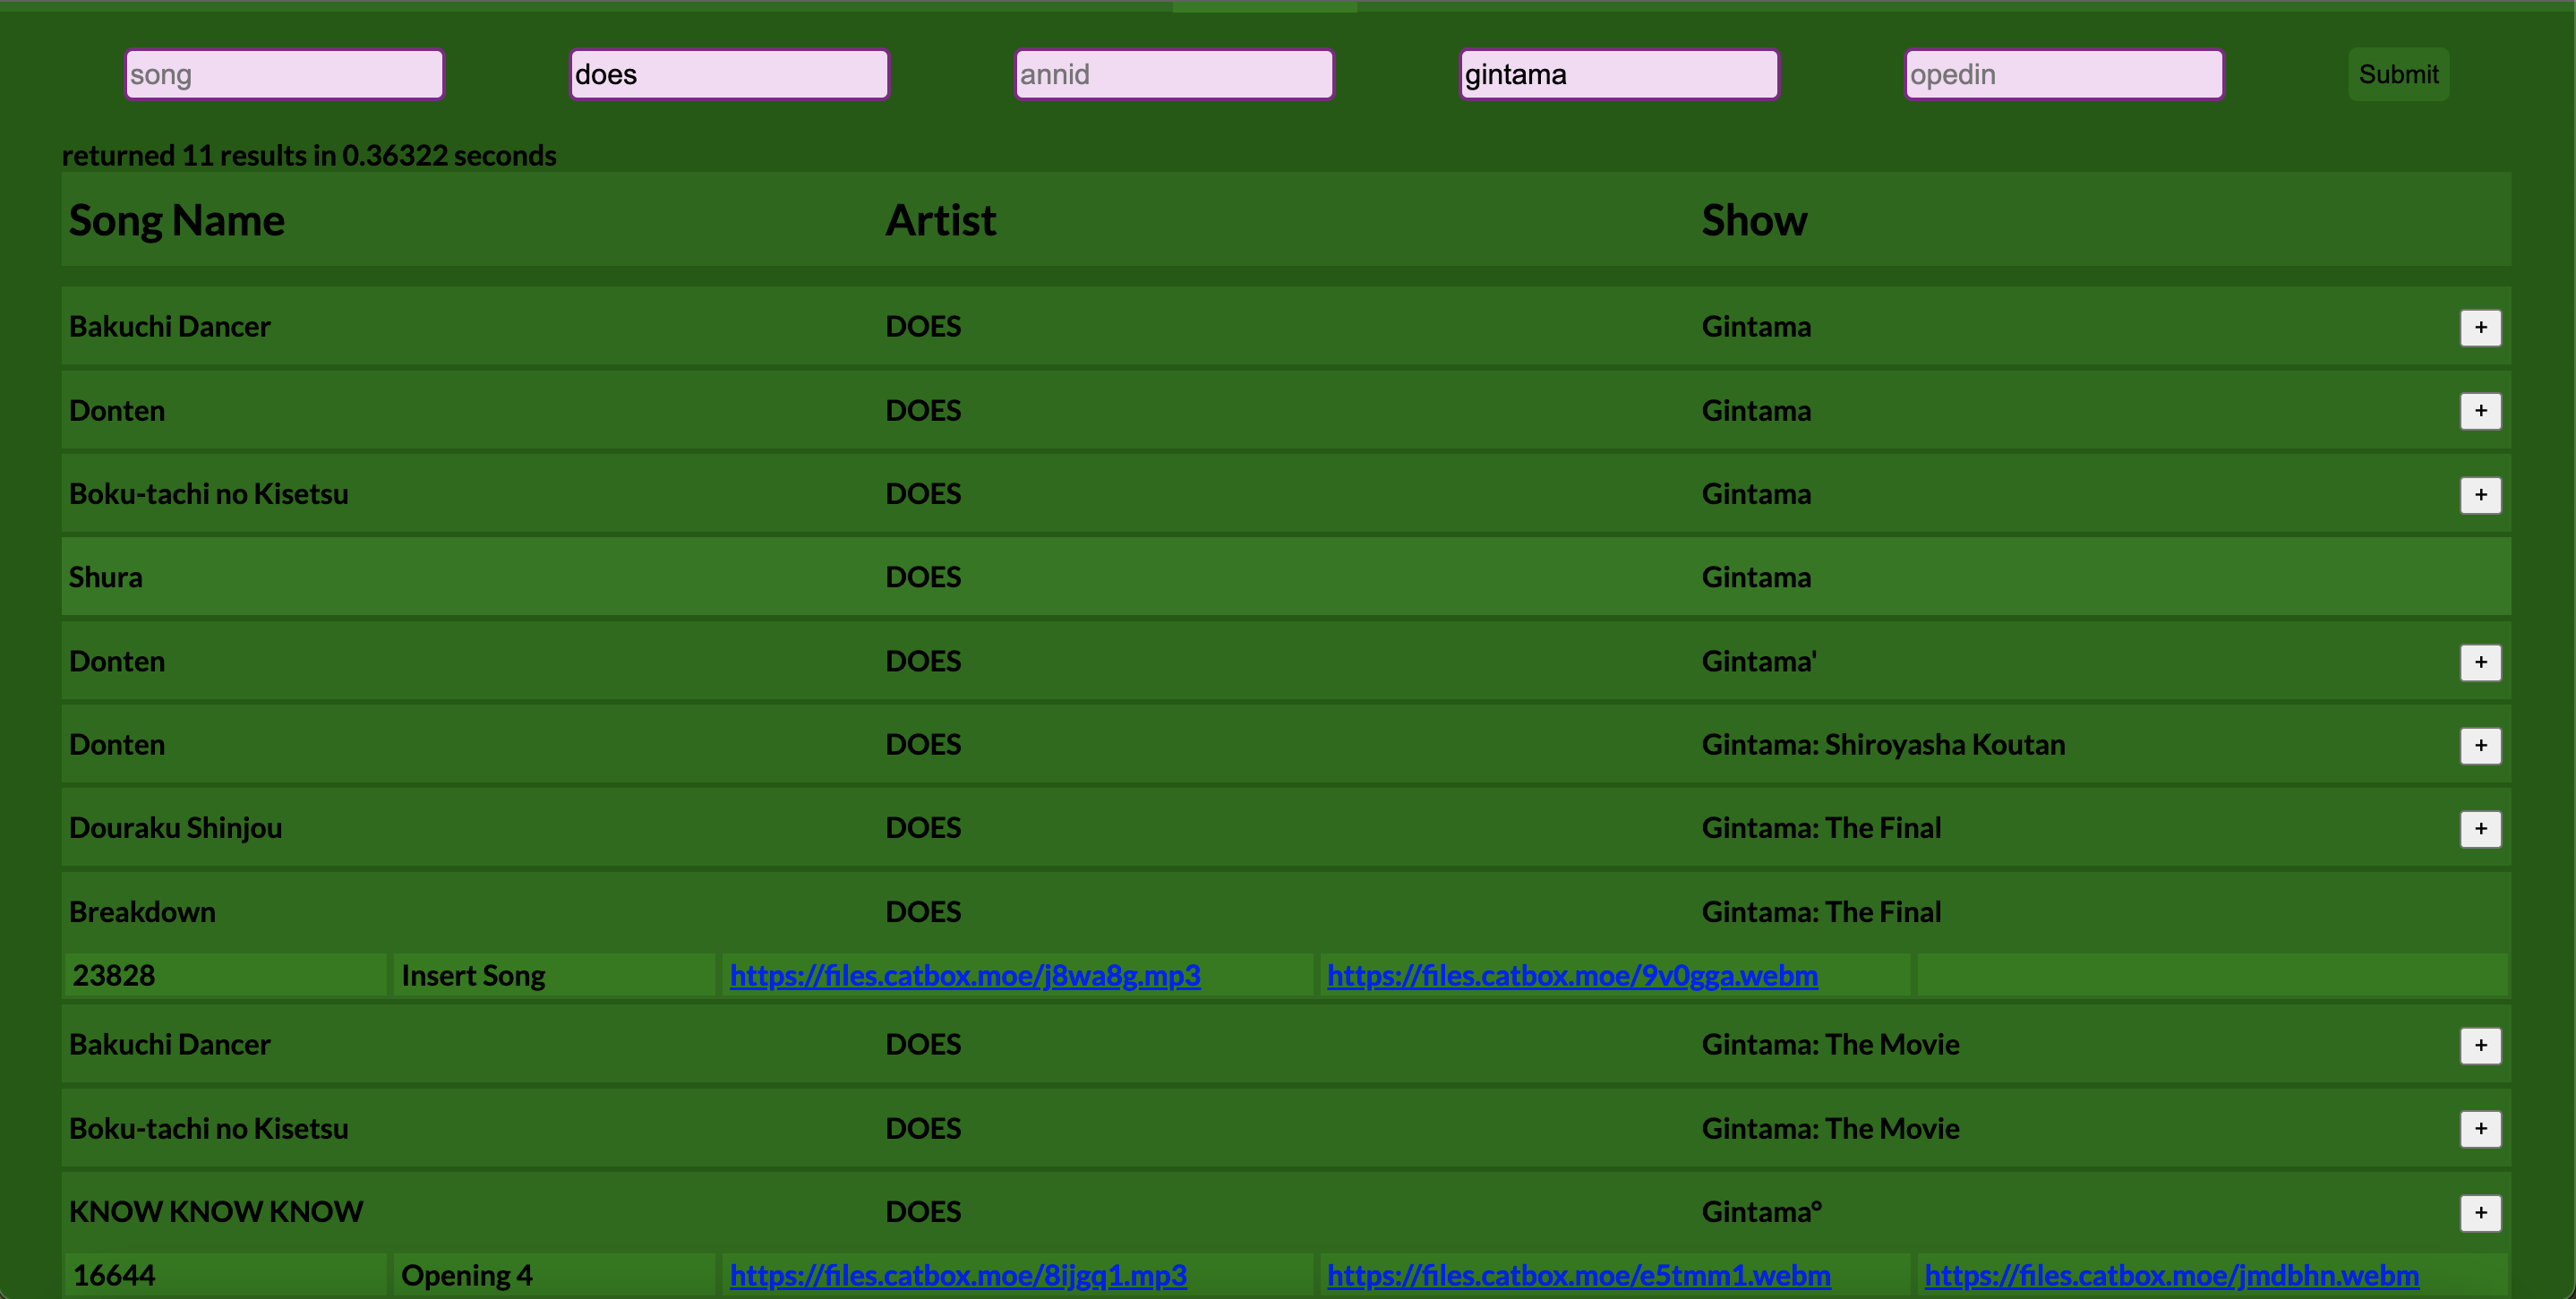 song does annid gintama opedin Submit
returned 11 results in 0.36322 seconds
Song Name Artist Show
Bakuchi Dancer DOES Gintama +
Donten DOES Gintama +
Boku-tachi no Kisetsu DOES Gintama +
Shura DOES Gintama
Donten DOES Gintama' +
Donten DOES Gintama: Shiroyasha Koutan +
Douraku Shinjou DOES Gintama: The Final +
Breakdown DOES Gintama: The Final
23828 Insert Song https://files.catbox.moe/j8wa8g.mp3 https://files.catbox.moe/9v0gga.webm
Bakuchi Dancer DOES Gintama: The Movie +
Boku-tachi no Kisetsu DOES Gintama: The Movie +
KNOW KNOW KNOW DOES Gintama° +
16644 Opening 4 https://files.catbox.moe/8ijgq1.mp3 https://files.catbox.moe/e5tmm1.webm https://files.catbox.moe/jmdbhn.webm